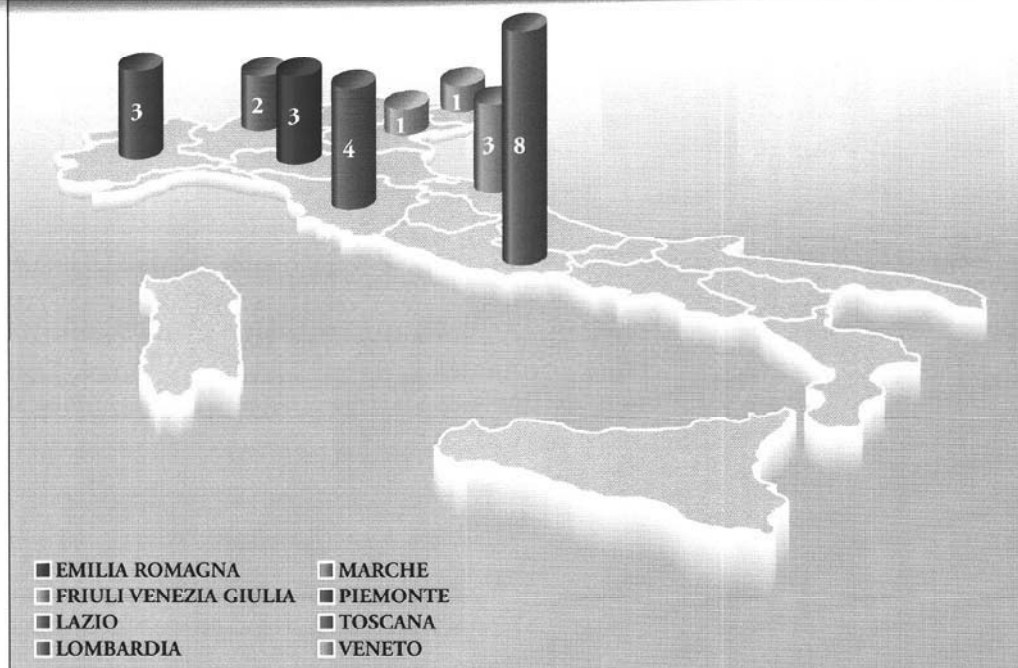 3
2
3
4
1
1
3
8
EMILIA ROMAGNA
FRIULI VENEZIA GIULIA
LAZIO
LOMBARDIA
MARCHE
PIEMONTE
TOSCANA
VENETO